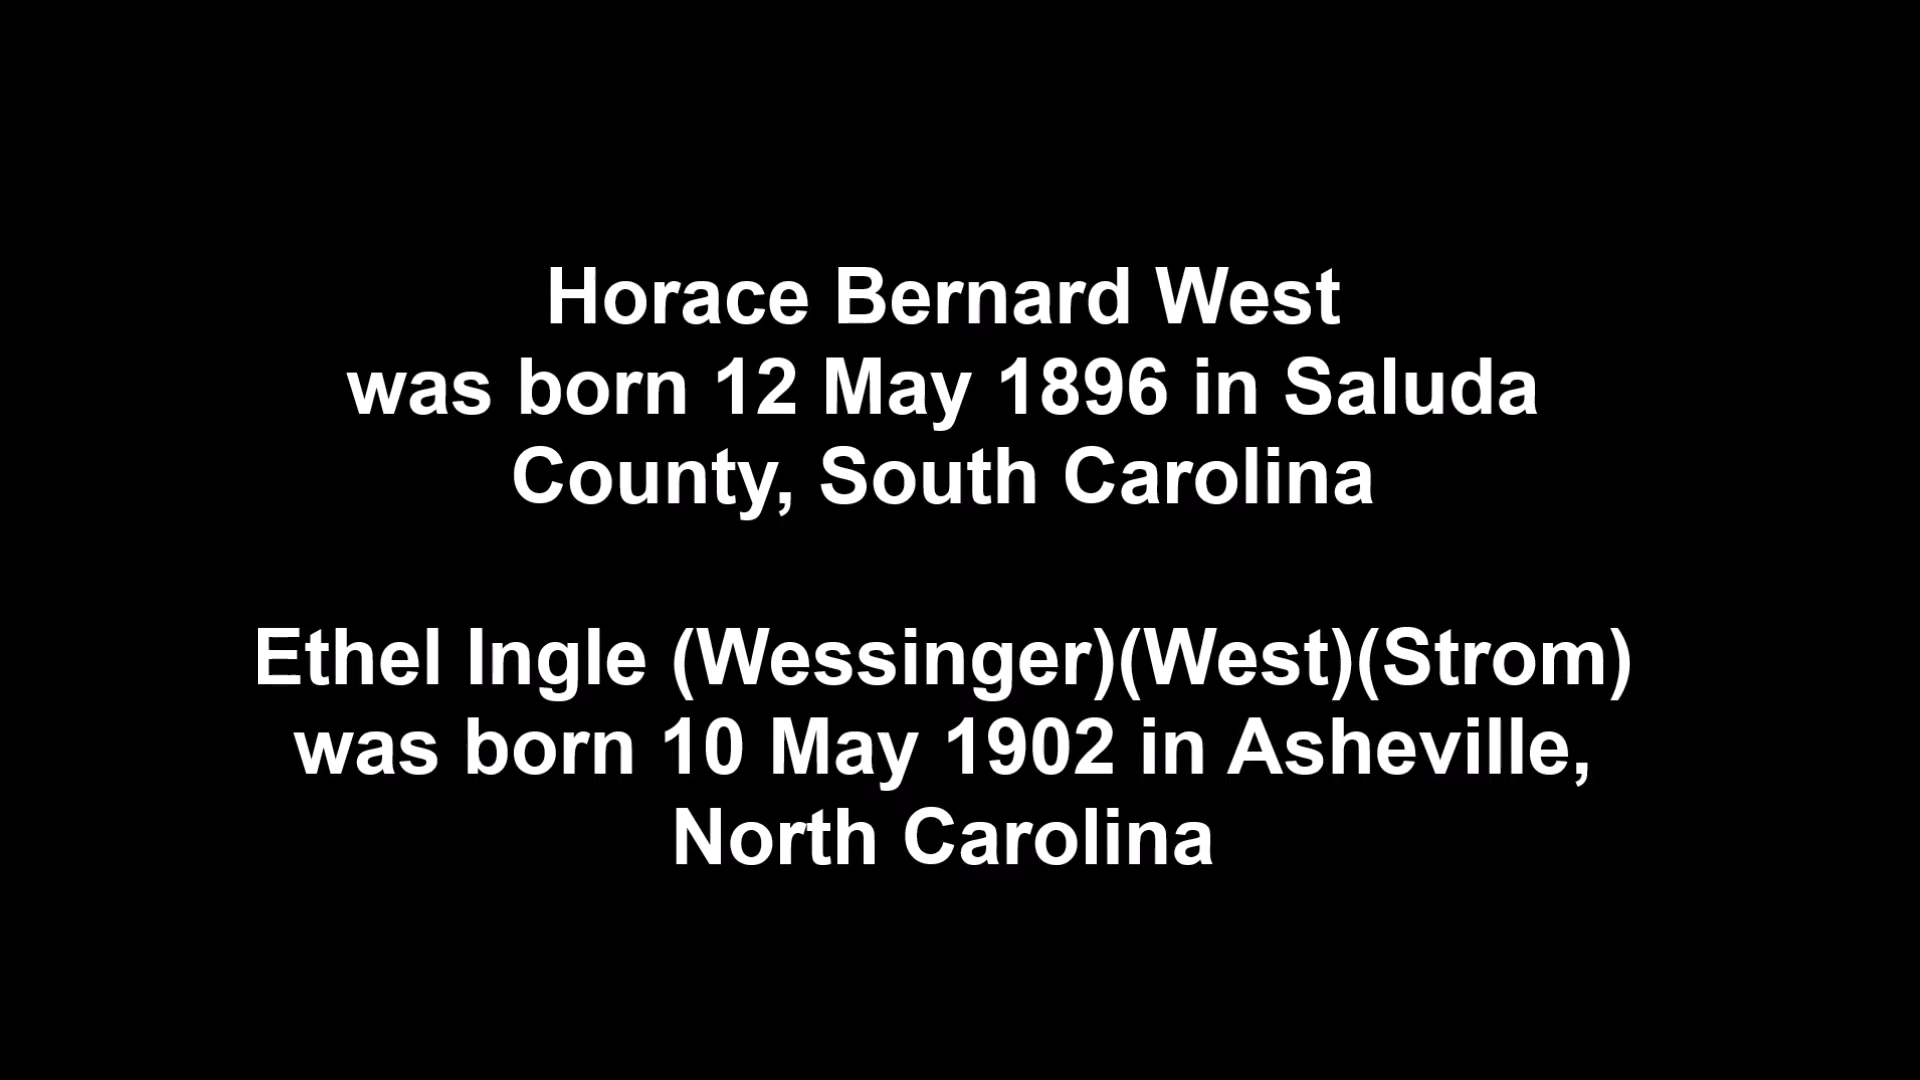 Horace Bernard West
was born 12 May 1896 in Saluda
County, South Carolina
Ethel Ingle (Wessinger)(West)(Strom)
was born 10 May 1902 in Asheville,
North Carolina